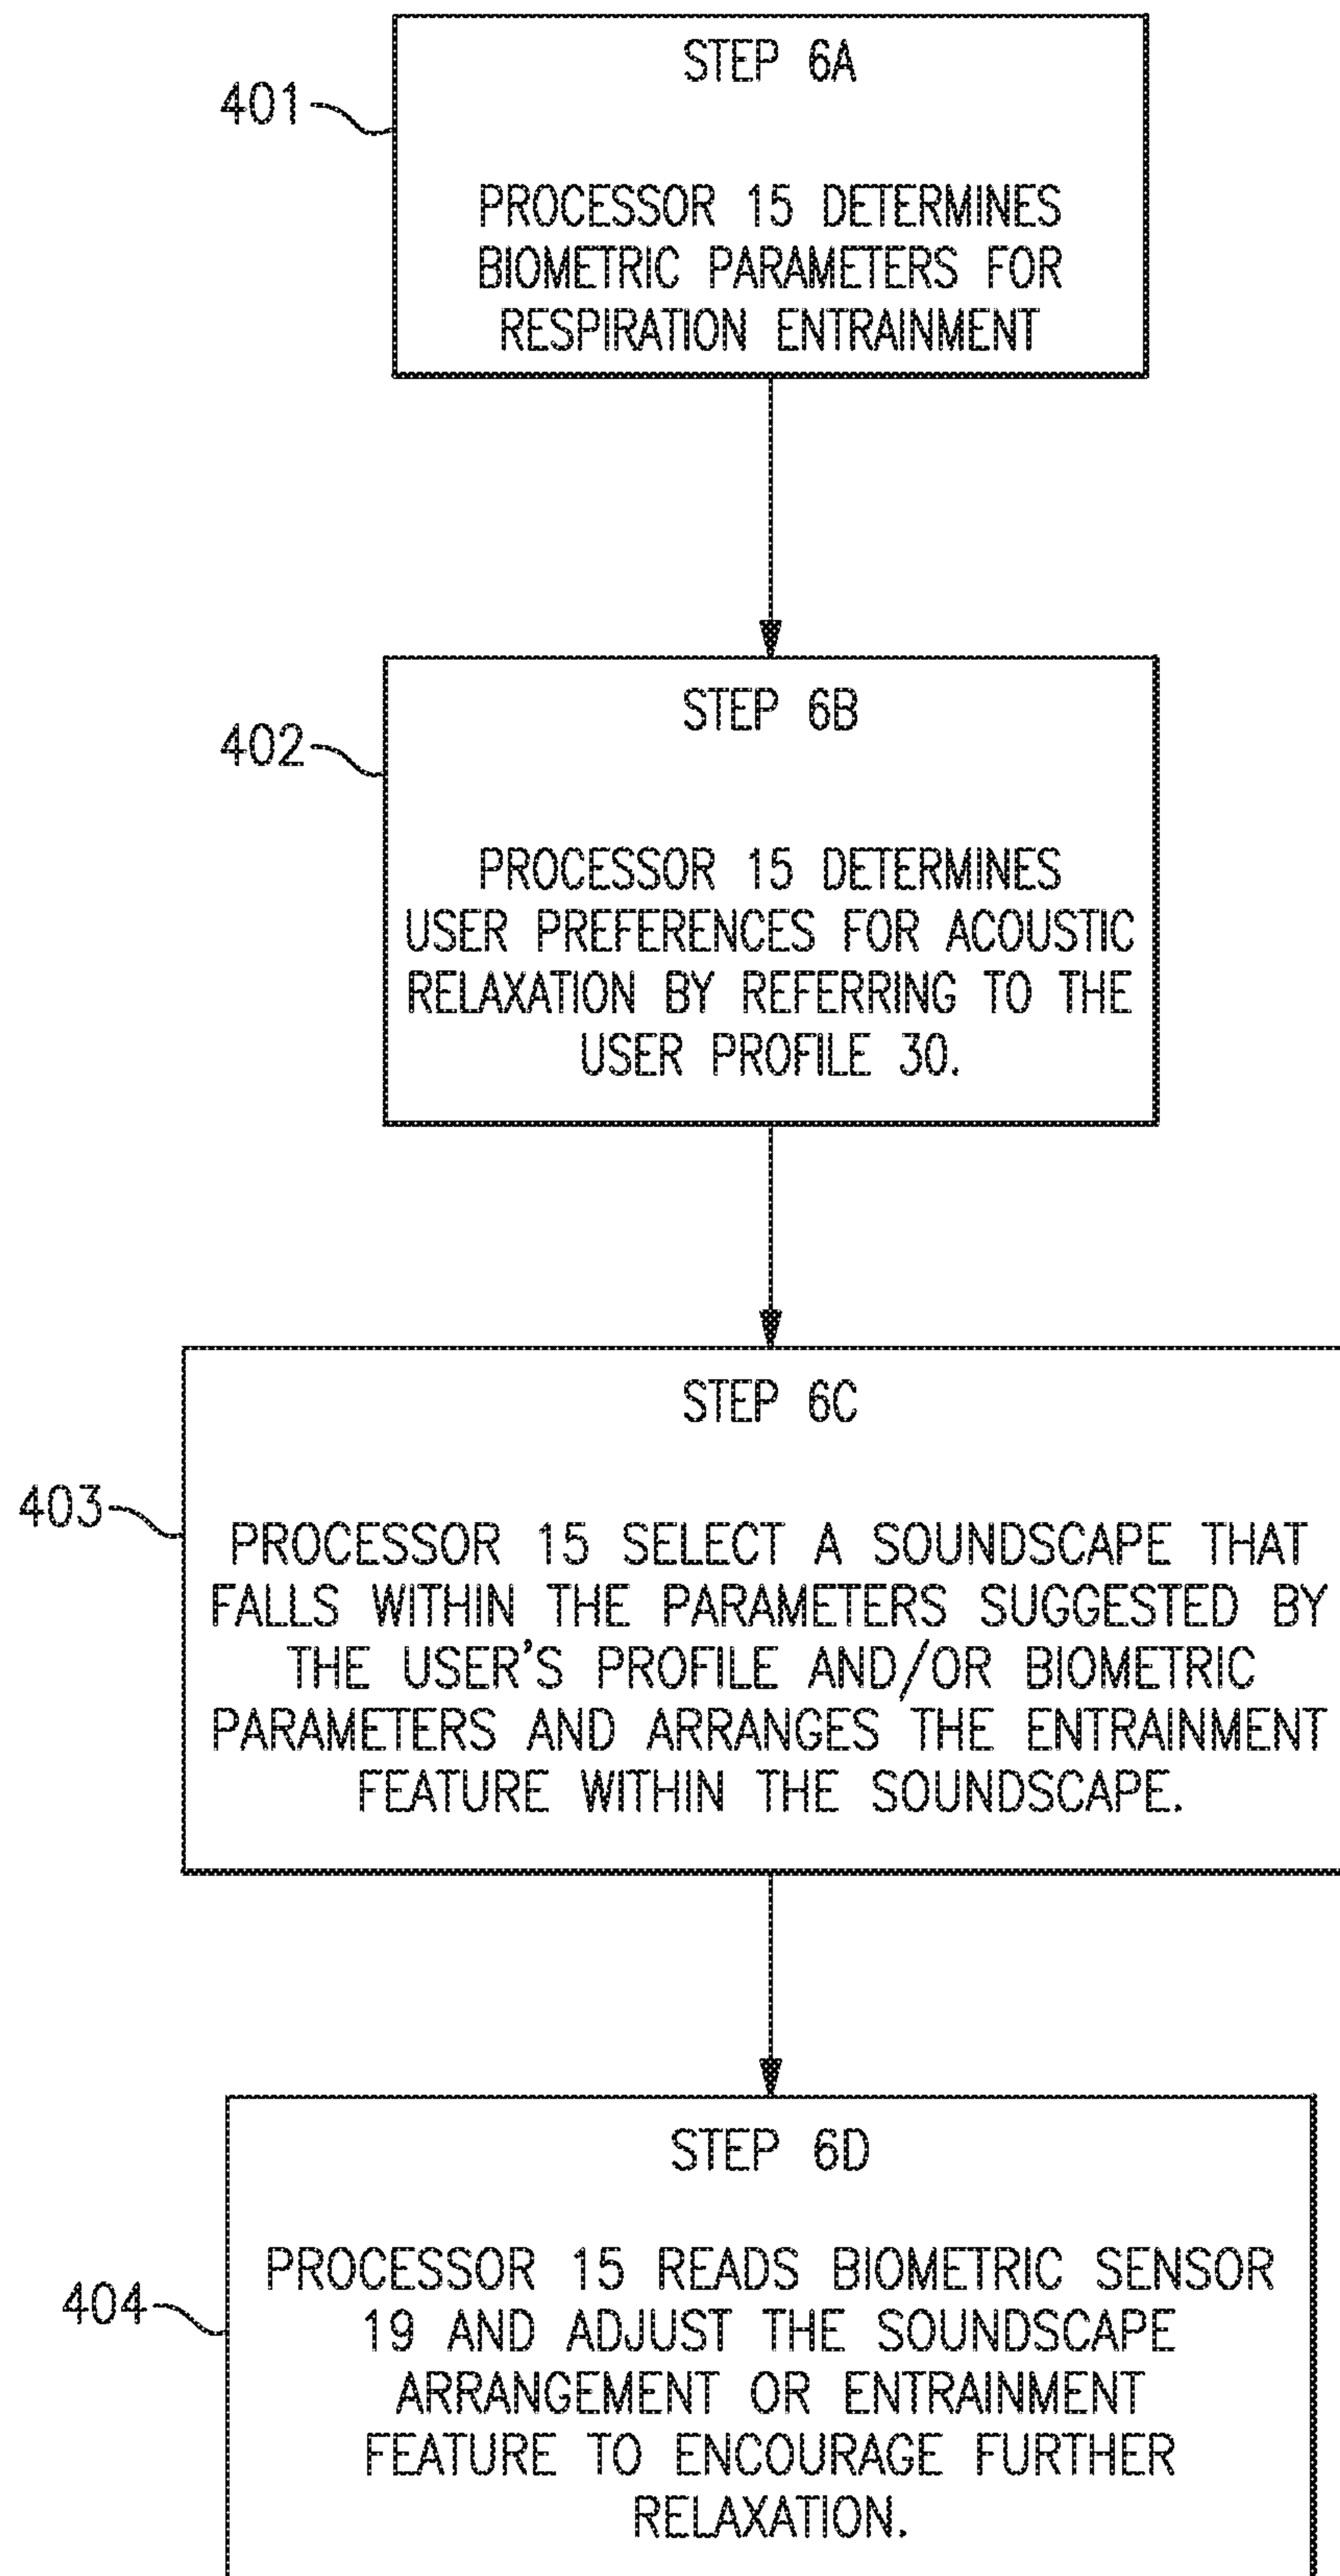 STEP 6A
401
PROCESSOR 15 DETERMINES
BIOMETRIC PARAMETERS FOR
RESPIRATION ENTRAINMENT
STEP 6B
402
PROCESSOR 15 DETERMINES
USER PREFERENCES FOR ACOUSTIC
RELAXATION BY REFERRING TO THE
USER PROFILE 30.
STEP 6C
403
PROCESSOR 15 SELECT A SOUNDSCAPE THAT
FALLS WITHIN THE PARAMETERS SUGGESTED BY
THE USER'S PROFILE AND/OR BIOMETRIC
PARAMETERS AND ARRANGES THE ENTRAINMENT
FEATURE WITHIN THE SOUNDSCAPE.
STEP 6D
404
PROCESSOR 15 READS BIOMETRIC SENSOR
19 AND ADJUST THE SOUNDSCAPE
ARRANGEMENT OR ENTRAINMENT
FEATURE TO ENCOURAGE FURTHER
RELAXATION.